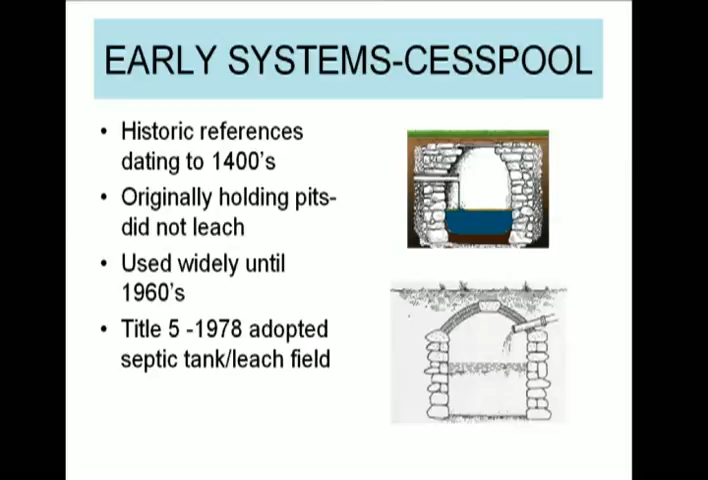 EARLY SYSTEMS-CESSPOOL
• Historic references
dating to 1400's
• Originally holding pits-
did not leach
• Used widely until
1960's
• Title 5 -1978 adopted
septic tank/leach field